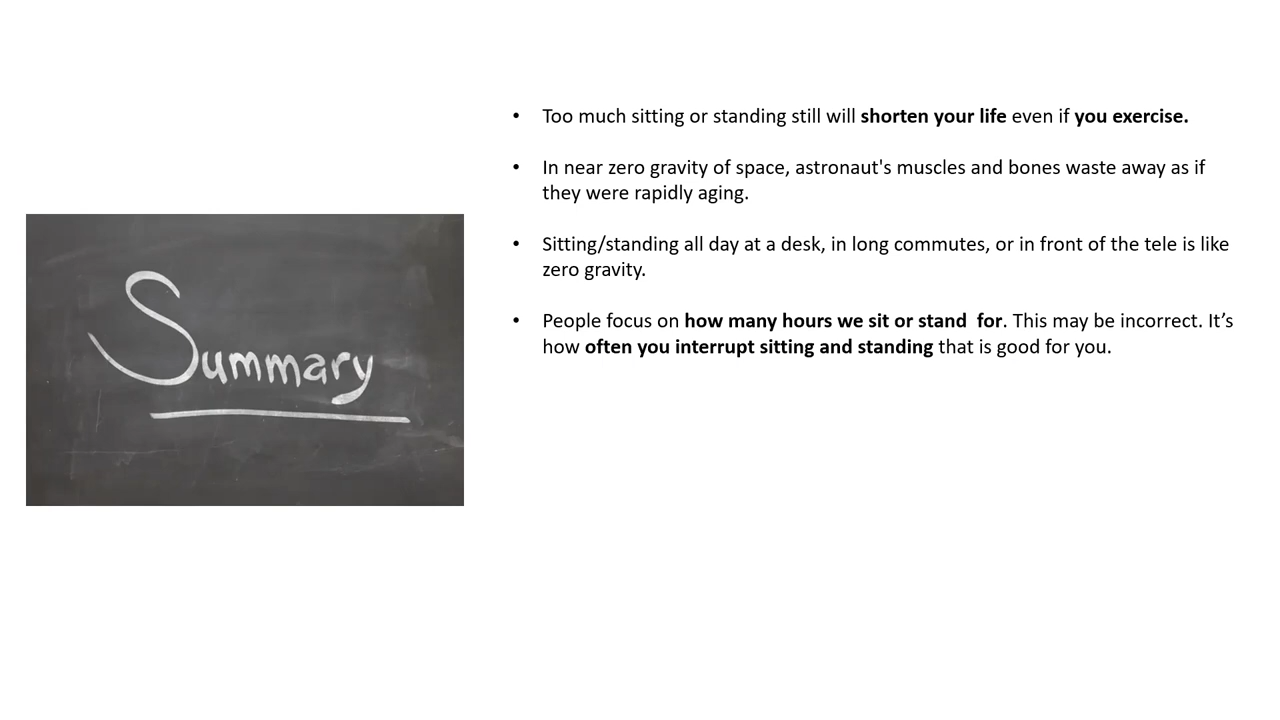 Summary
• Too much sitting or standing still will shorten your life even if you exercise.
• In near zero gravity of space, astronaut's muscles and bones waste away as if
they were rapidly aging.
• Sitting/standing all day at a desk, in long commutes, or in front of the tele is like
zero gravity.
• People focus on how many hours we sit or stand  for. This may be incorrect. It’s
how often you interrupt sitting and standing that is good for you.